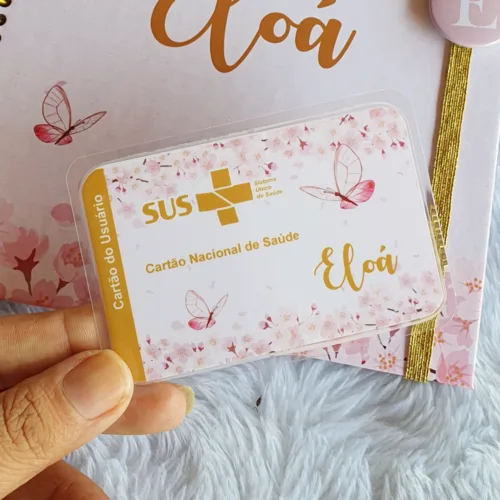 Eloá
E
Cartão do Usuário
SUS
Sistema
Único
de Saúde
Cartão Nacional de Saúde
Eloá